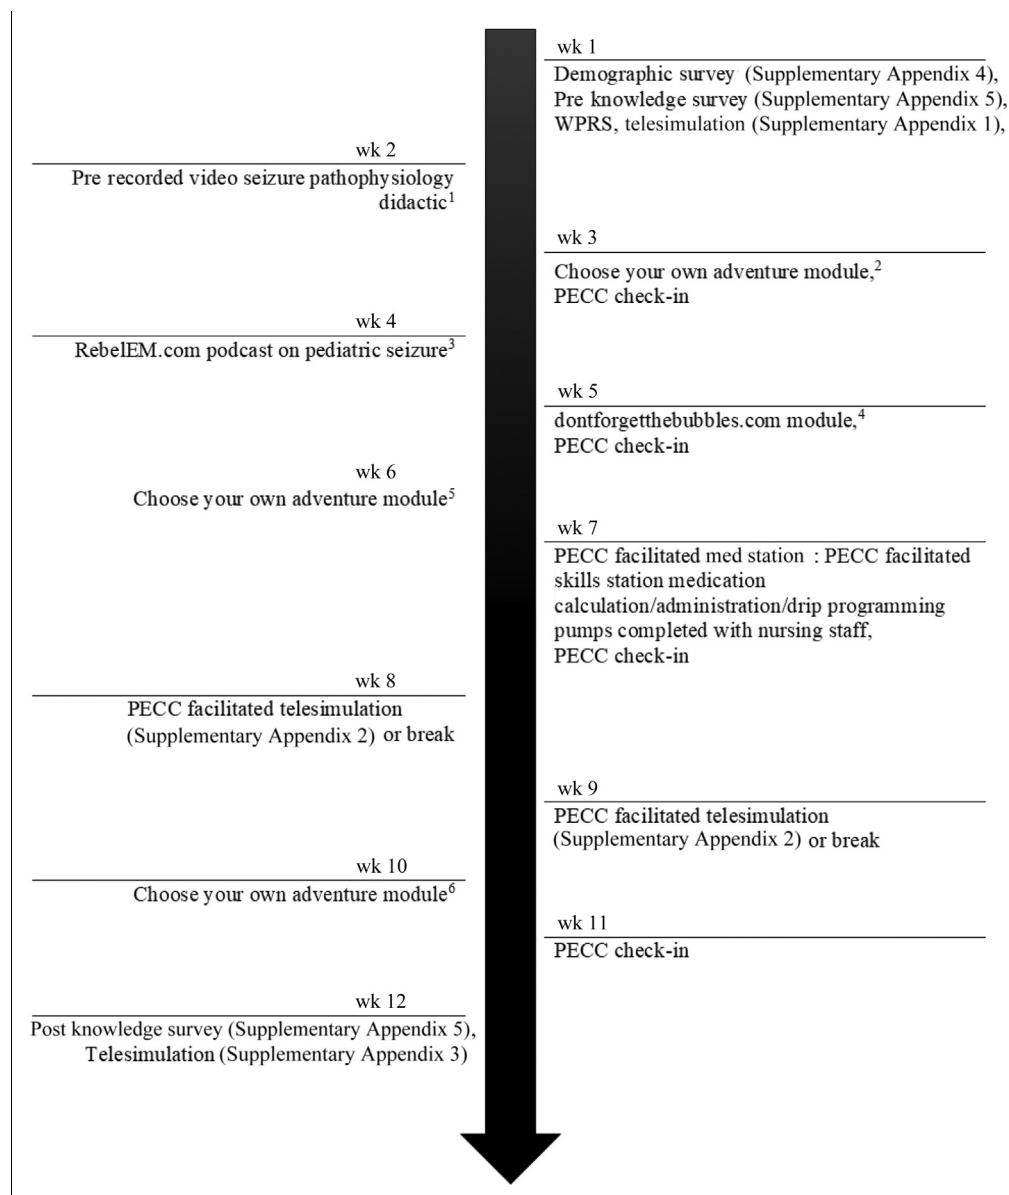 wk 1
Demographic survey (Supplementary Appendix 4),
Pre knowledge survey (Supplementary Appendix 5),
WPRS, telesimulation (Supplementary Appendix 1),
wk 2
Pre recorded video seizure pathophysiology
didactic1
wk 3
Choose your own adventure module,2
PECC check-in
wk 4
RebelEM.com podcast on pediatric seizure3
wk 5
dontforgetthebubbles.com module,4
PECC check-in
wk 6
Choose your own adventure module5
wk 7
PECC facilitated med station : PECC facilitated
skills station medication
calculation/administration/drip programming
pumps completed with nursing staff,
PECC check-in
wk 8
PECC facilitated telesimulation
(Supplementary Appendix 2) or break
wk 9
PECC facilitated telesimulation
(Supplementary Appendix 2) or break
wk 10
Choose your own adventure module6
wk 11
PECC check-in
wk 12
Post knowledge survey (Supplementary Appendix 5),
Telesimulation (Supplementary Appendix 3)